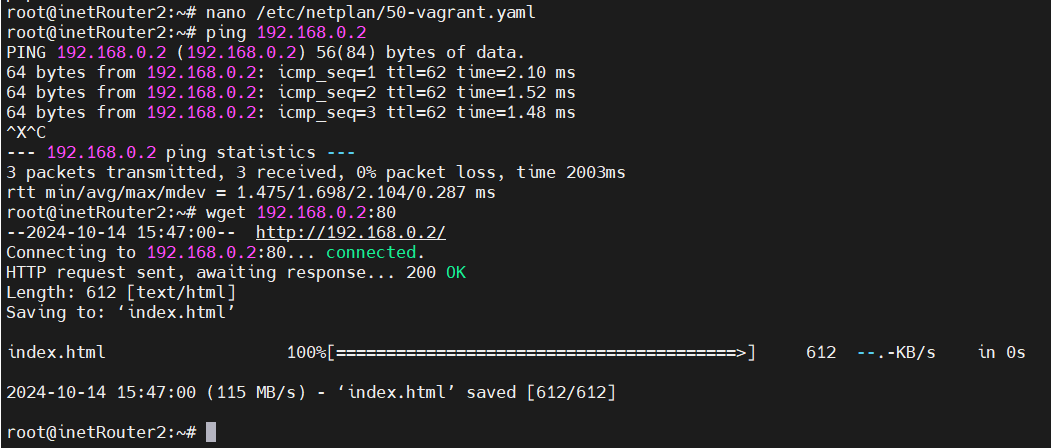 root@inetRouter2:~# nano /etc/netplan/50-vagrant.yaml
root@inetRouter2:~# ping 192.168.0.2
PING 192.168.0.2 (192.168.0.2) 56(84) bytes of data.
64 bytes from 192.168.0.2: icmp_seq=1 ttl=62 time=2.10 ms
64 bytes from 192.168.0.2: icmp_seq=2 ttl=62 time=1.52 ms
64 bytes from 192.168.0.2: icmp_seq=3 ttl=62 time=1.48 ms
^X^C
--- 192.168.0.2 ping statistics ---
3 packets transmitted, 3 received, 0% packet loss, time 2003ms
rtt min/avg/max/mdev = 1.475/1.698/2.104/0.287 ms
root@inetRouter2:~# wget 192.168.0.2:80
--2024-10-14 15:47:00--  http://192.168.0.2/
Connecting to 192.168.0.2:80... connected.
HTTP request sent, awaiting response... 200 OK
Length: 612 [text/html]
Saving to: ‘index.html’
index.html 100%[========================================>] 612 --.-KB/s in 0s
2024-10-14 15:47:00 (115 MB/s) - ‘index.html’ saved [612/612]
root@inetRouter2:~#